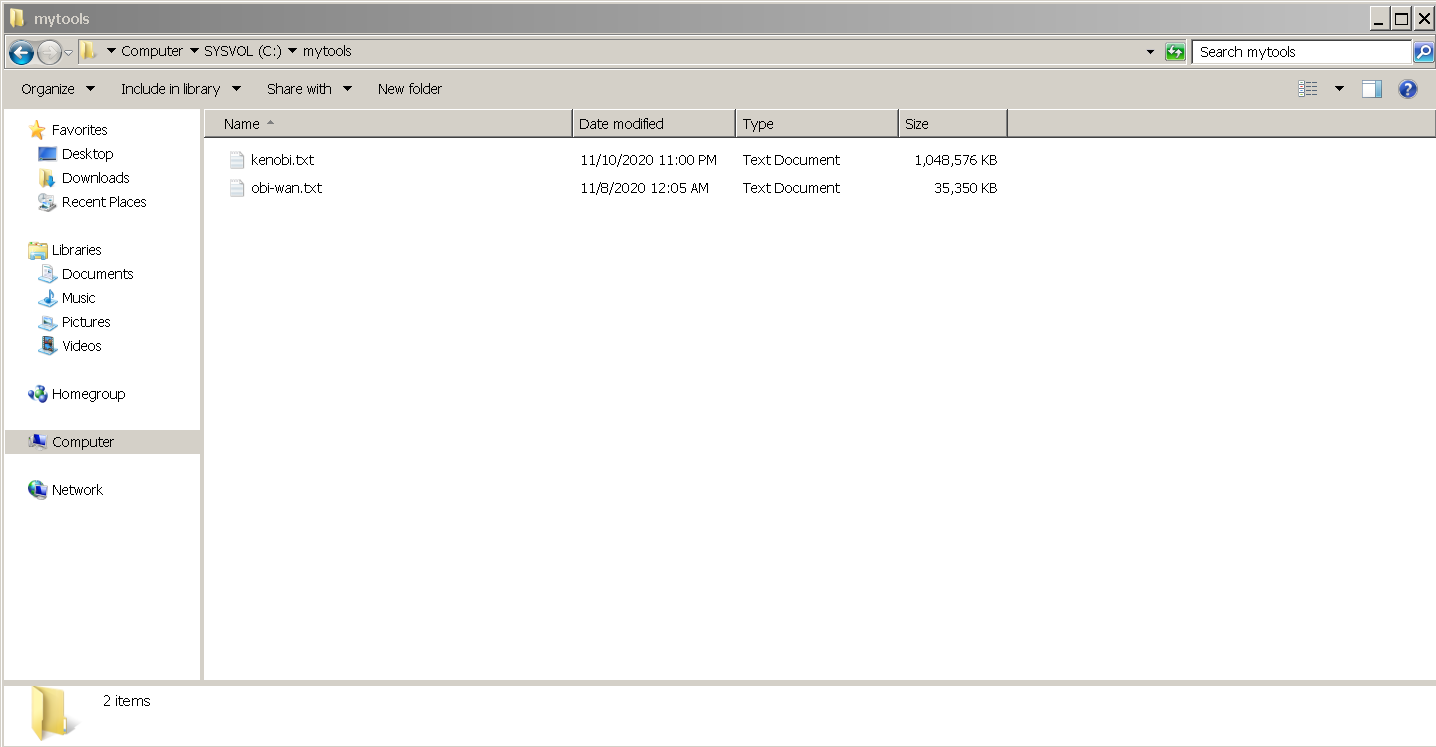 mytools
Computer SYSVOL (C:) mytools
Search mytools
Organize Include in library Share with New folder
Name Date modified Type Size
kenobi.txt 11/10/2020 11:00 PM Text Document 1,048,576 KB
obi-wan.txt 11/8/2020 12:05 AM Text Document 35,350 KB
Favorites
Desktop
Downloads
Recent Places
Libraries
Documents
Music
Pictures
Videos
Homegroup
Computer
Network
2 items